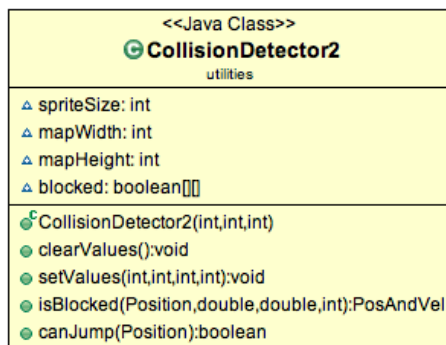 <<Java Class>>
CollisionDetector2
utilities
spriteSize: int
mapWidth: int
mapHeight: int
blocked: boolean[][]
CollisionDetector2(int,int,int)
clearValues():void
setValues(int,int,int,int):void
isBlocked(Position,double,double,int):PosAndVel
canJump(Position):boolean